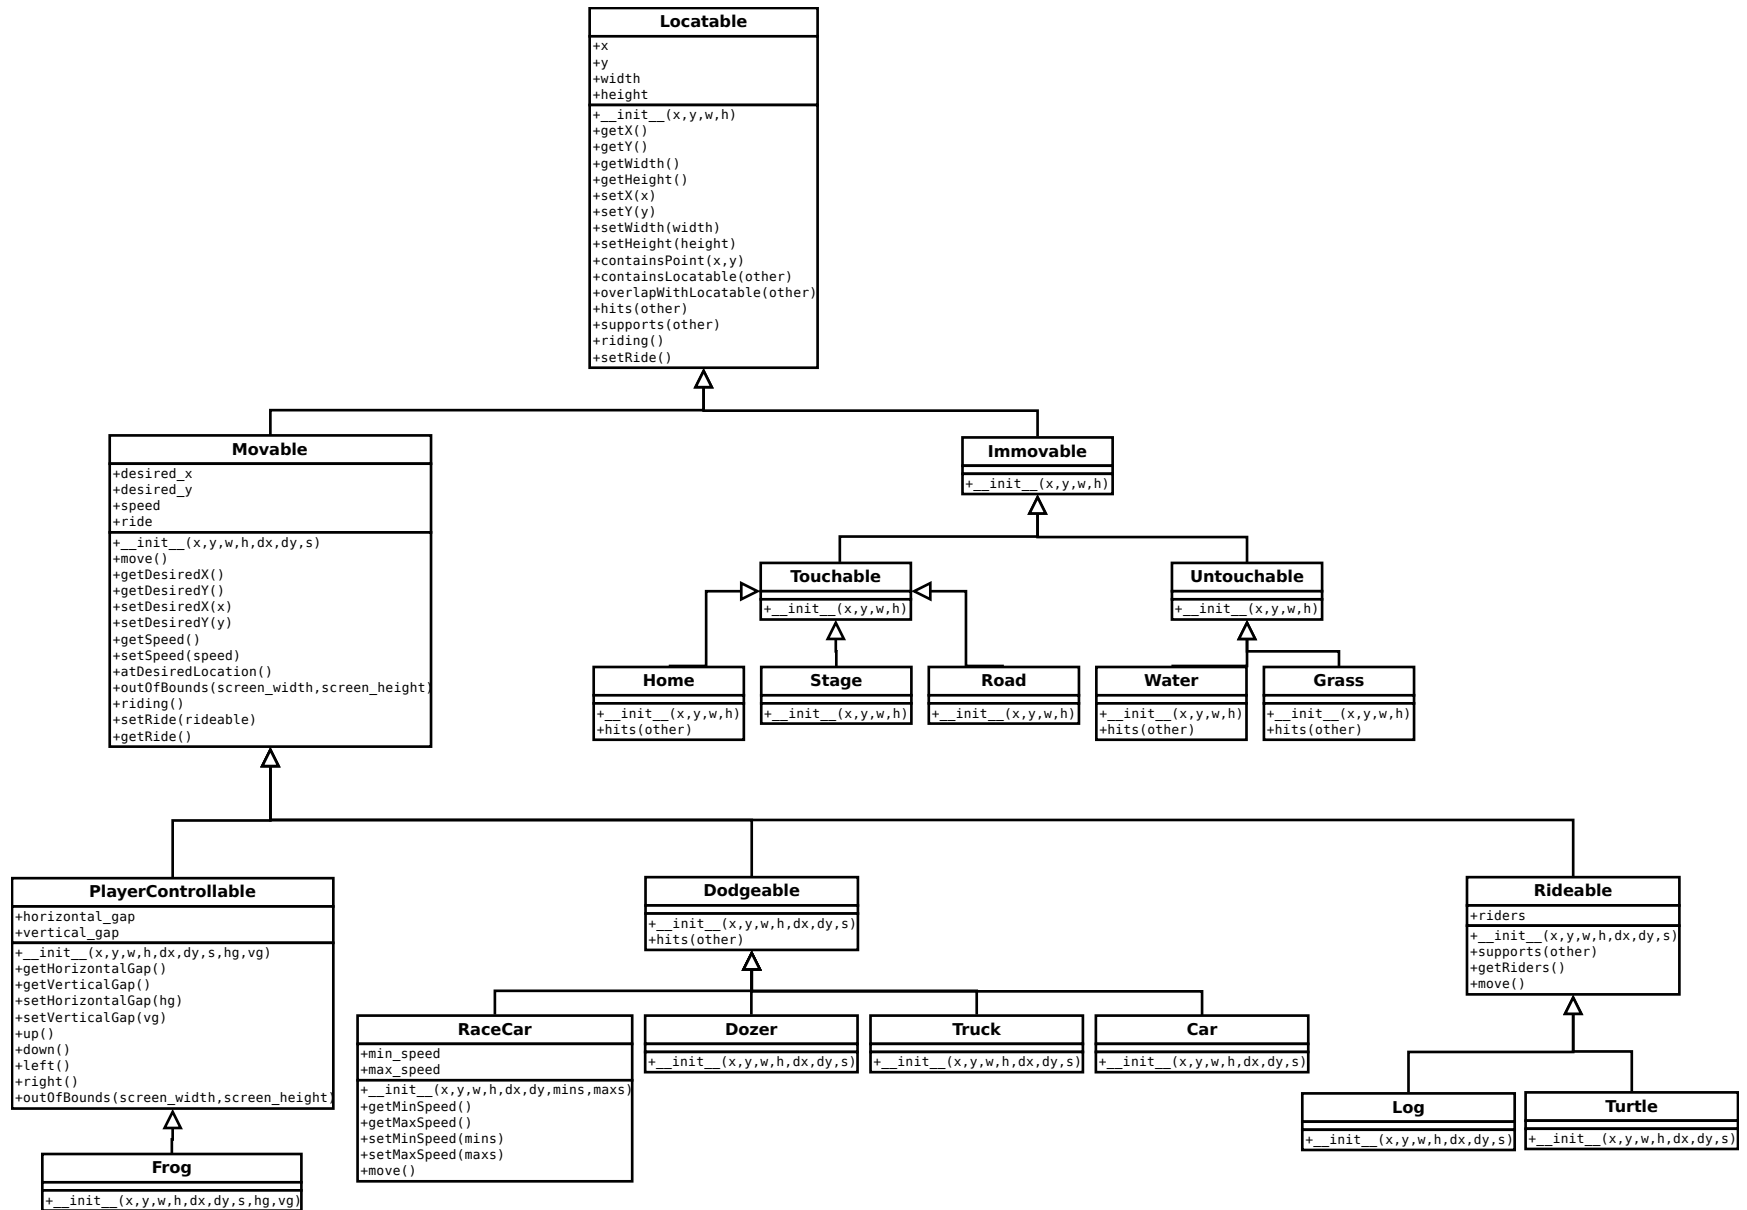 Locatable
+x
+y
+width
+height
+__init__(x,y,w,h)
+getX()
+getY()
+getWidth()
+getHeight()
+setX(x)
+setY(y)
+setWidth(width)
+setHeight(height)
+containsPoint(x,y)
+containsLocatable(other)
+overlapWithLocatable(other)
+hits(other)
+supports(other)
+riding()
+setRide()
Movable
+desired_x
+desired_y
+speed
+ride
+__init__(x,y,w,h,dx,dy,s)
+move()
+getDesiredX()
+getDesiredY()
+setDesiredX(x)
+setDesiredY(y)
+getSpeed()
+setSpeed(speed)
+atDesiredLocation()
+outOfBounds(screen_width,screen_height)
+riding()
+setRide(rideable)
+getRide()
Immovable
+__init__(x,y,w,h)
Touchable
+__init__(x,y,w,h)
Untouchable
+__init__(x,y,w,h)
Home
+__init__(x,y,w,h)
+hits(other)
Stage
+__init__(x,y,w,h)
Road
+__init__(x,y,w,h)
Water
+__init__(x,y,w,h)
+hits(other)
Grass
+__init__(x,y,w,h)
+hits(other)
PlayerControllable
+horizontal_gap
+vertical_gap
+__init__(x,y,w,h,dx,dy,s,hg,vg)
+getHorizontalGap()
+getVerticalGap()
+setHorizontalGap(hg)
+setVerticalGap(vg)
+up()
+down()
+left()
+right()
+outOfBounds(screen_width,screen_height)
Frog
+__init__(x,y,w,h,dx,dy,s,hg,vg)
Dodgeable
+__init__(x,y,w,h,dx,dy,s)
+hits(other)
RaceCar
+min_speed
+max_speed
+__init__(x,y,w,h,dx,dy,mins,maxs)
+getMinSpeed()
+getMaxSpeed()
+setMinSpeed(mins)
+setMaxSpeed(maxs)
+move()
Dozer
+__init__(x,y,w,h,dx,dy,s)
Truck
+__init__(x,y,w,h,dx,dy,s)
Car
+__init__(x,y,w,h,dx,dy,s)
Rideable
+riders
+__init__(x,y,w,h,dx,dy,s)
+supports(other)
+getRiders()
+move()
Log
+__init__(x,y,w,h,dx,dy,s)
Turtle
+__init__(x,y,w,h,dx,dy,s)